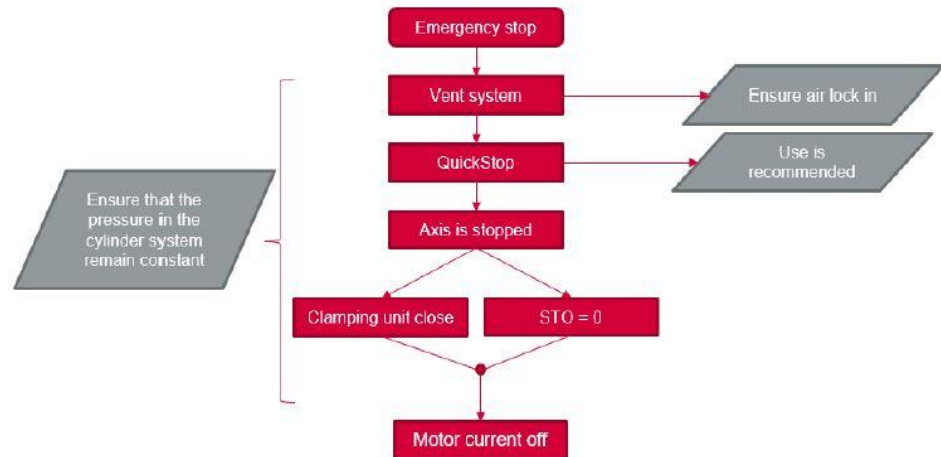 Emergency stop
Vent system
Ensure air lock in
QuickStop
Use is
recommended
Ensure that the
pressure in the
cylinder system
remain constant
Axis is stopped
Clamping unit close
STO = 0
Motor current off